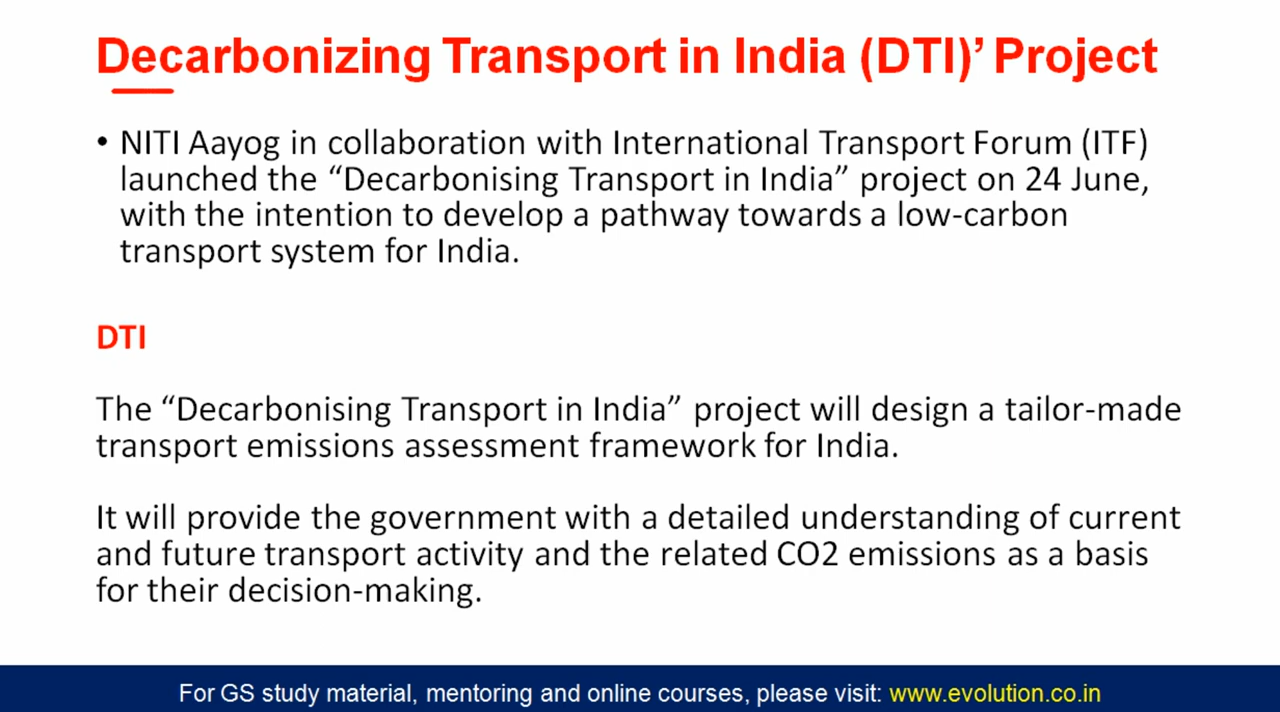 Decarbonizing Transport in India (DTI)’ Project
• NITI Aayog in collaboration with International Transport Forum (ITF)
launched the “Decarbonising Transport in India” project on 24 June,
with the intention to develop a pathway towards a low-carbon
transport system for India.
DTI
The “Decarbonising Transport in India” project will design a tailor-made
transport emissions assessment framework for India.
It will provide the government with a detailed understanding of current
and future transport activity and the related CO2 emissions as a basis
for their decision-making.
For GS study material, mentoring and online courses, please visit: www.evolution.co.in